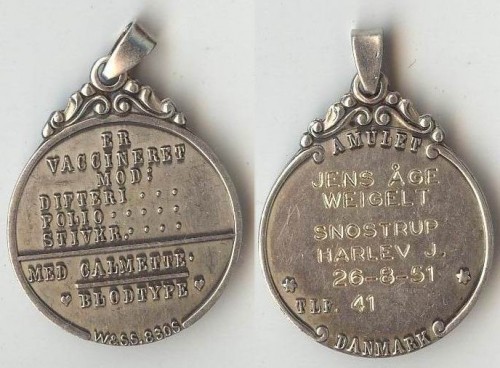 ER
VACCINERET
MOD:
DIFTERI , , , ,
POLIO , , , , ,
STIVKR. , , , ,
MED CALMETTE.
♥ BLODTYPE ♥
W&SS.830S
AMULET
JENS ÅGE
WEIGELT
SNOSTRUP
HARLEV J.
26-8-51
TLF. 41
DANMARK